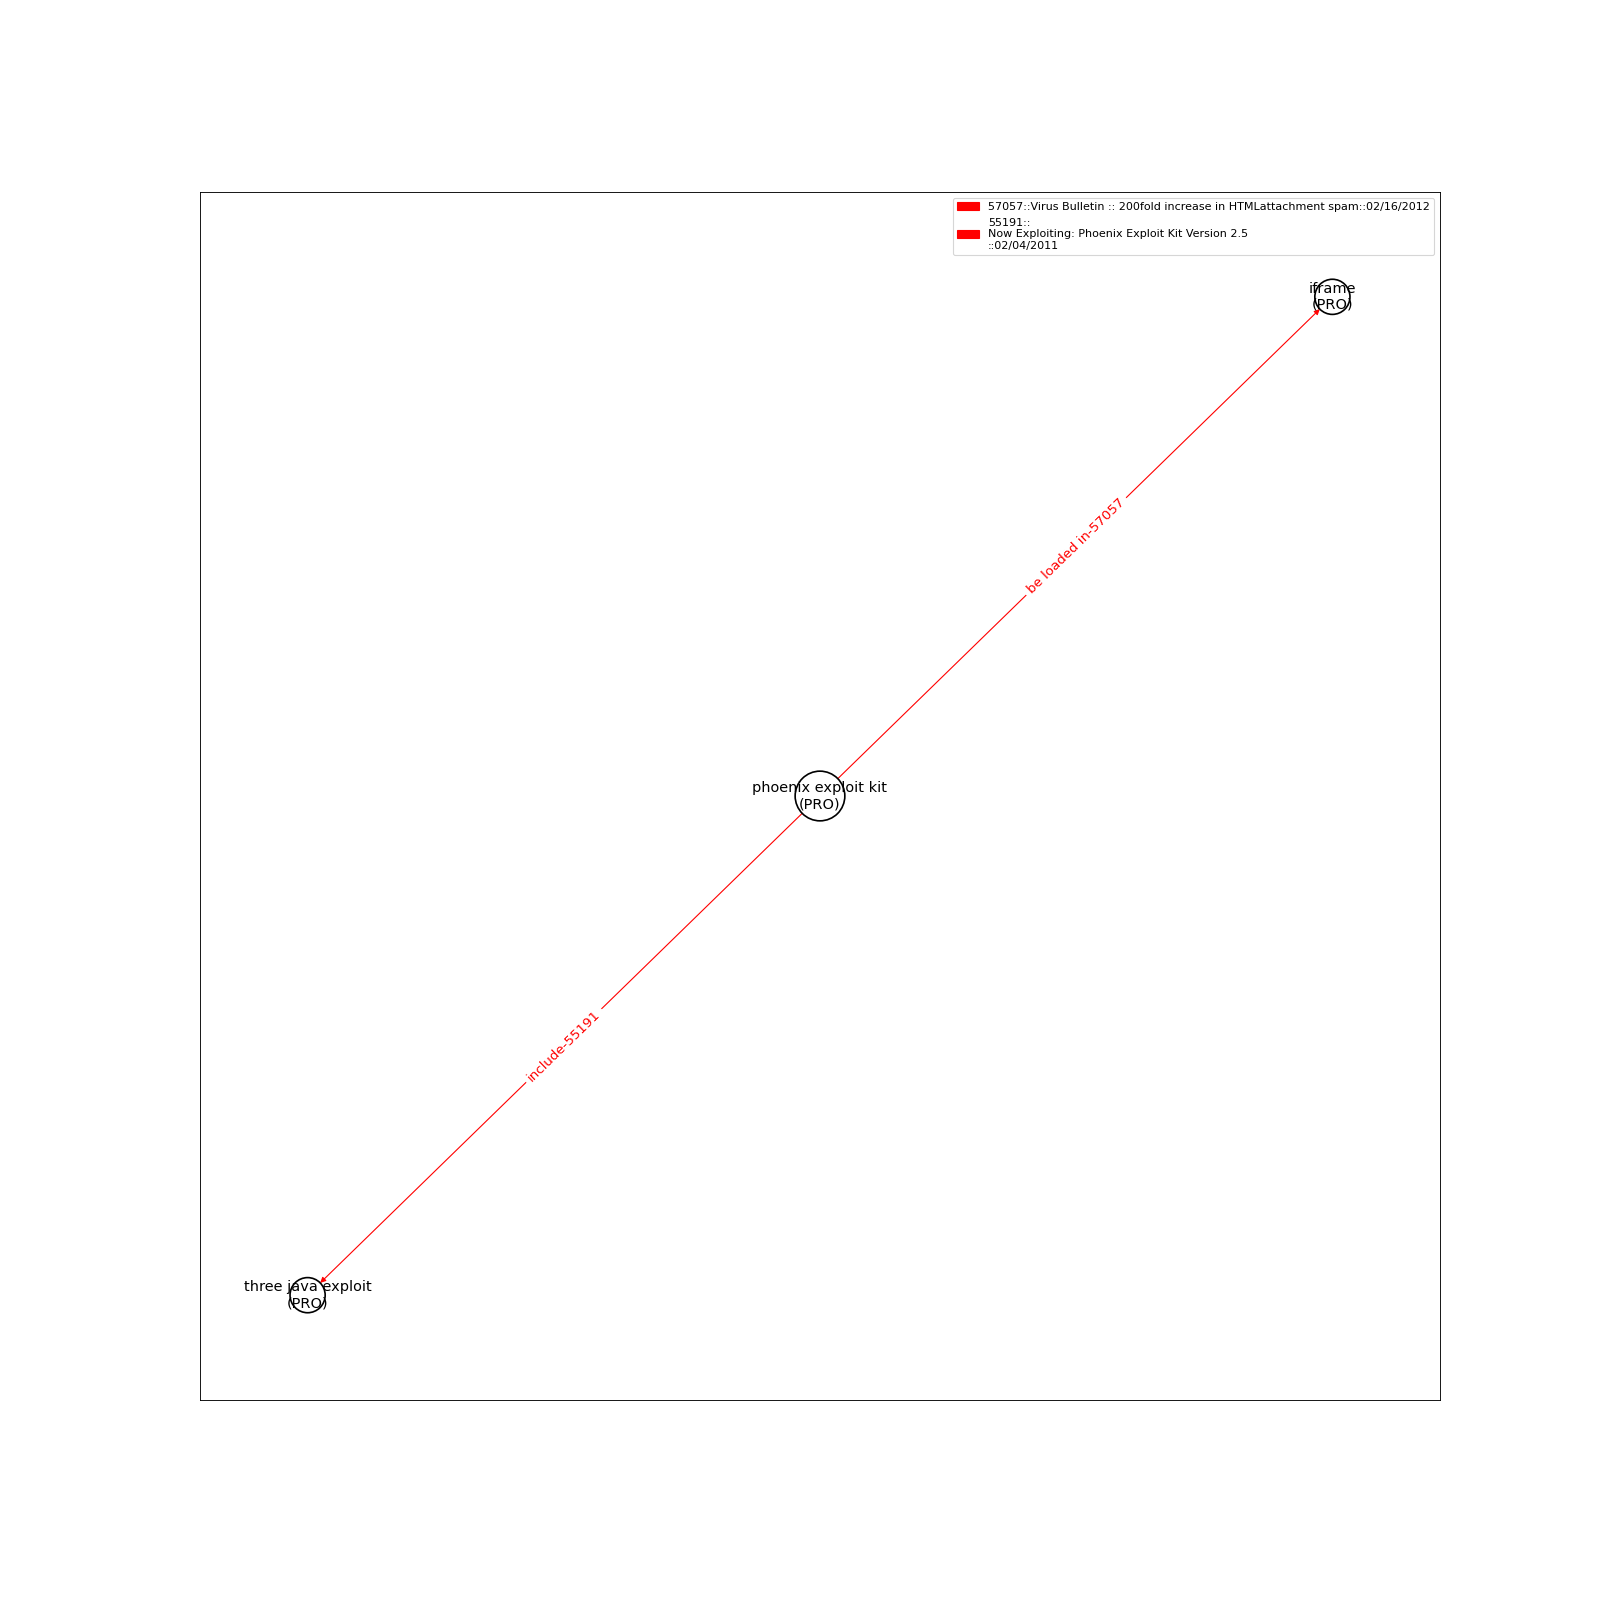 57057::Virus Bulletin :: 200fold increase in HTMLattachment spam::02/16/2012
55191::
Now Exploiting: Phoenix Exploit Kit Version 2.5
::02/04/2011
iframe
(PRO)
be loaded in-57057
phoenix exploit kit
(PRO)
include-55191
three java exploit
(PRO)